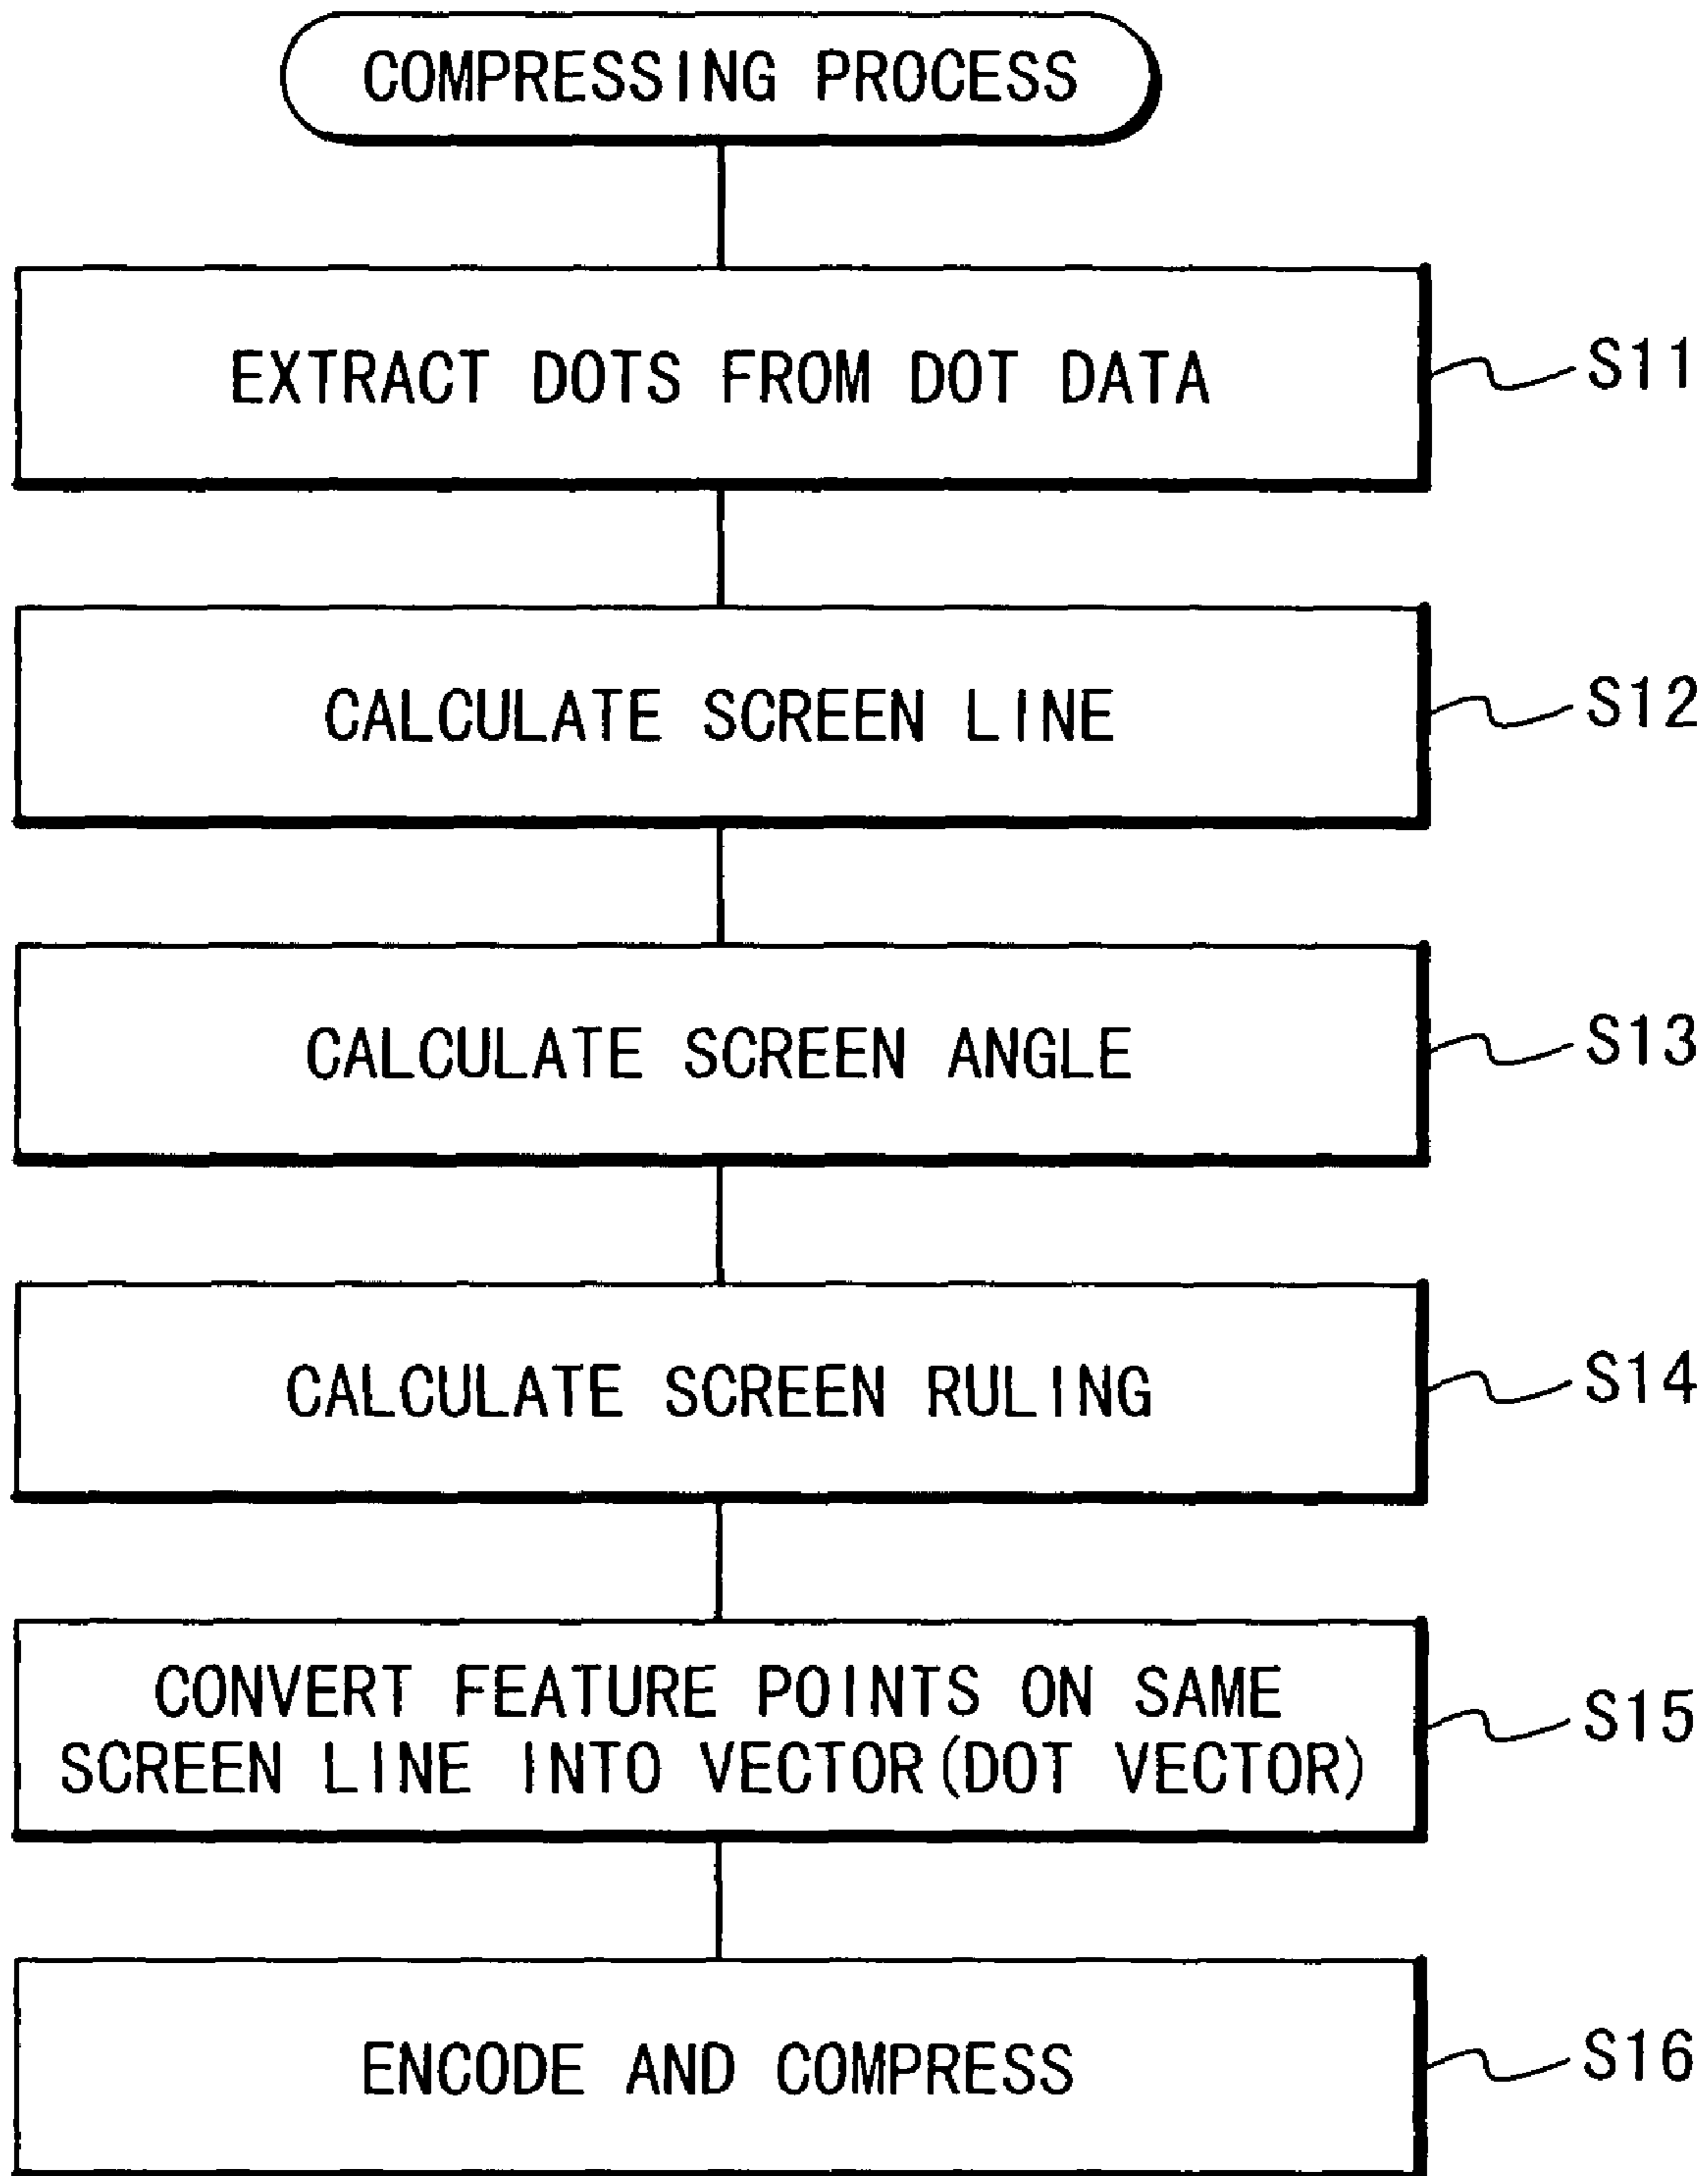 COMPRESSING PROCESS
EXTRACT DOTS FROM DOT DATA
S11
CALCULATE SCREEN LINE
S12
CALCULATE SCREEN ANGLE
S13
CALCULATE SCREEN RULING
S14
CONVERT FEATURE POINTS ON SAME
SCREEN LINE INTO VECTOR(DOT VECTOR)
S15
ENCODE AND COMPRESS
S16